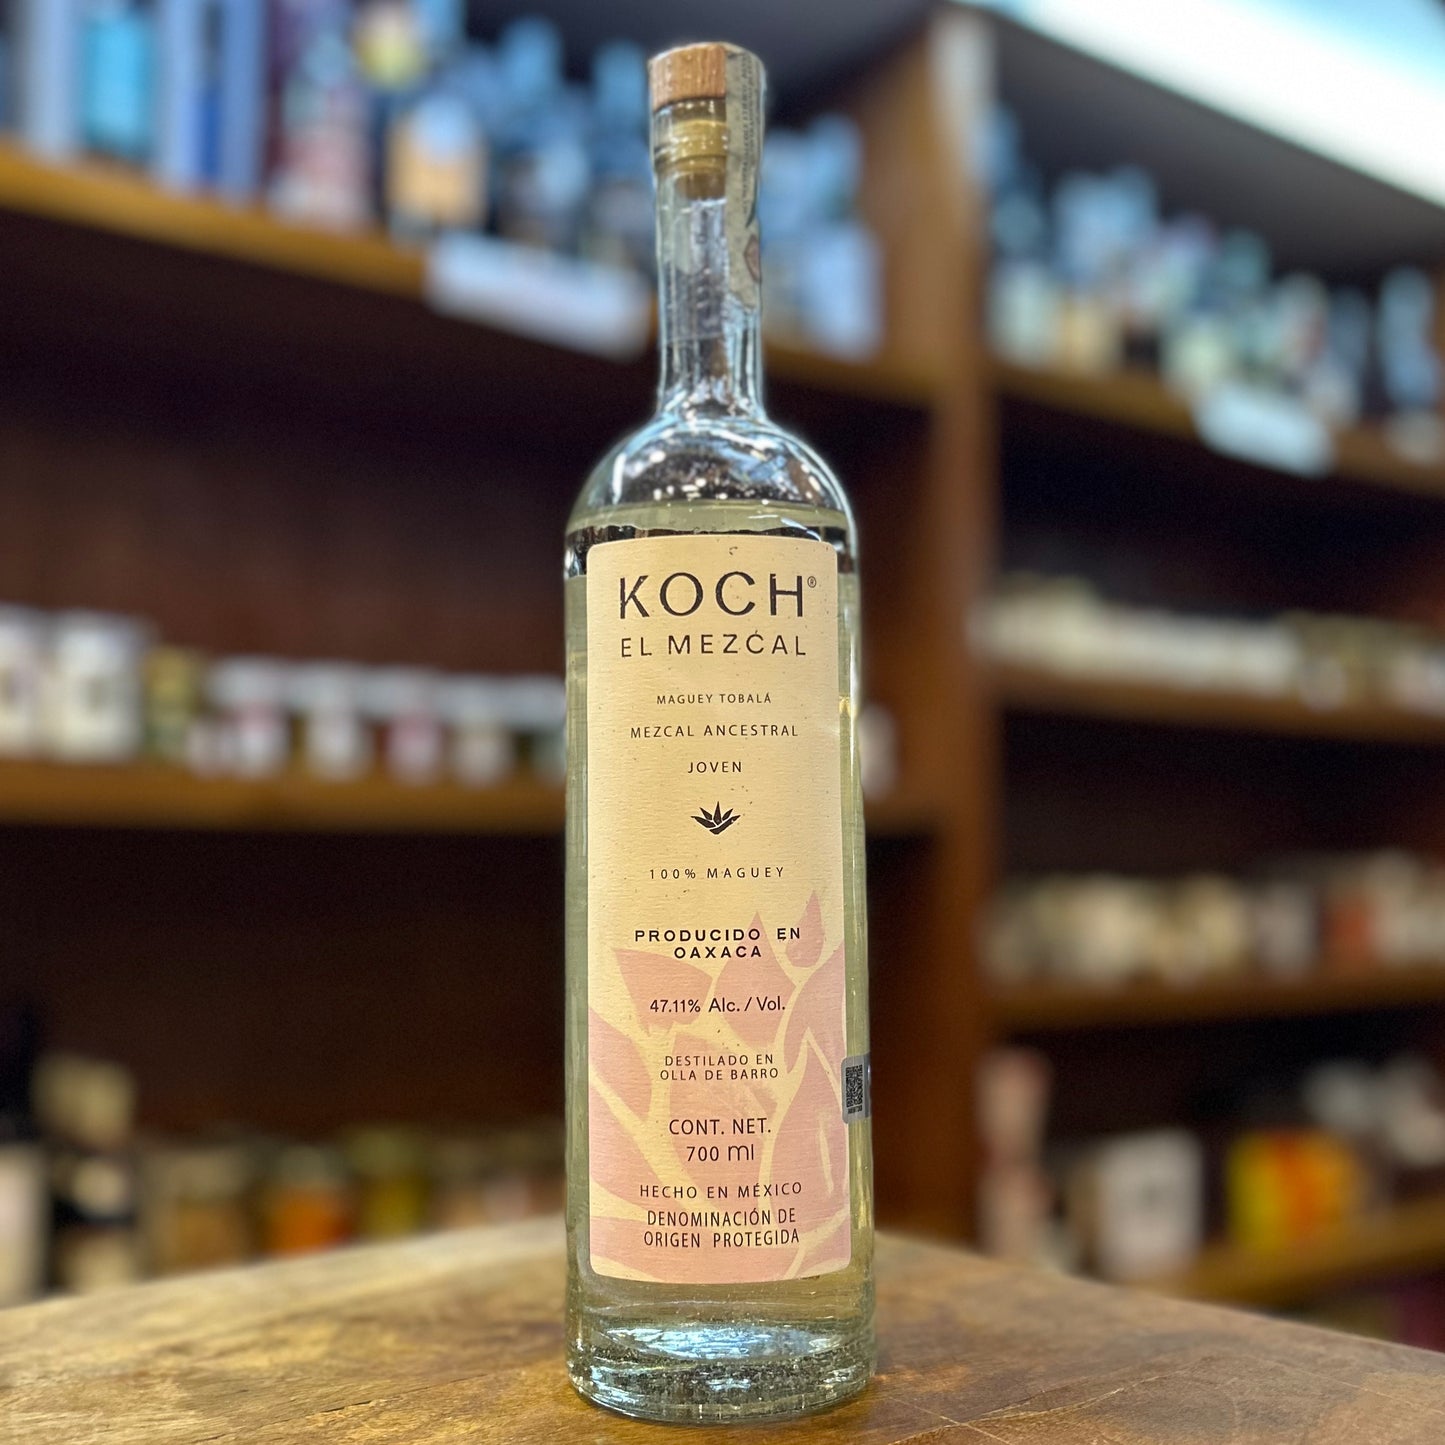 KOCH®
EL MEZCAL
MAGUEY TOBALÁ
MEZCAL ANCESTRAL
JOVEN
100% MAGUEY
PRODUCIDO EN
OAXACA
47.11% Alc. / Vol.
DESTILADO EN
OLLA DE BARRO
CONT. NET.
700 ml
HECHO EN MÉXICO
DENOMINACIÓN DE
ORIGEN PROTEGIDA